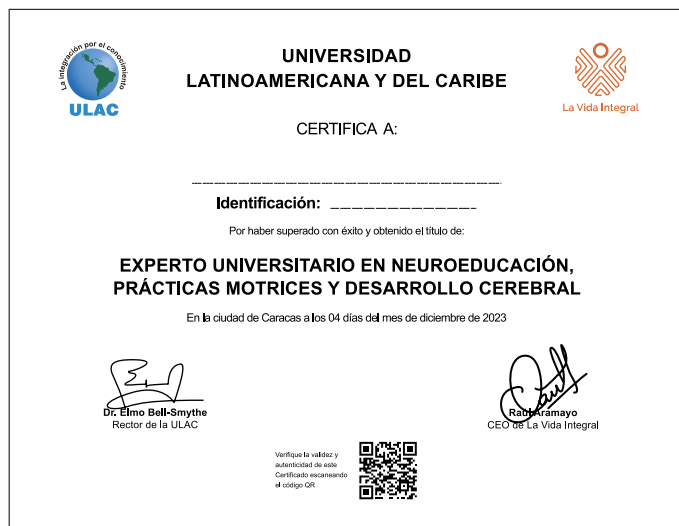 La integración por el conocimiento
ULAC
UNIVERSIDAD
LATINOAMERICANA Y DEL CARIBE
La Vida Integral
CERTIFICA A:
Identificación:
Por haber superado con éxito y obtenido el título de:
EXPERTO UNIVERSITARIO EN NEUROEDUCACIÓN,
PRÁCTICAS MOTRICES Y DESARROLLO CEREBRAL
En la ciudad de Caracas a los 04 días del mes de diciembre de 2023
Dr. Elmo Bell-Smythe
Rector de la ULAC
Raúl Aramayo
CEO de La Vida Integral
Verifique la validez y
autenticidad de este
Certificado escaneando
el código QR